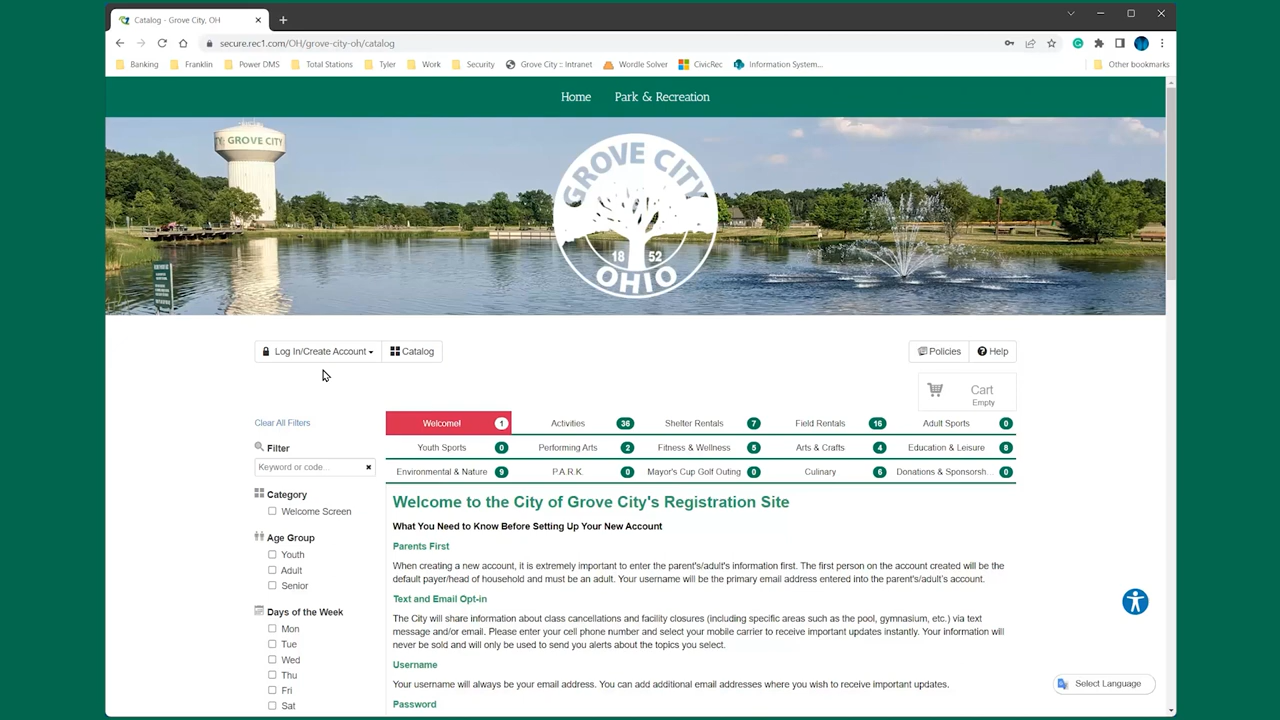 Catalog - Grove City, OH
secure.rec1.com/OH/grove-city-oh/catalog
Banking Franklin Power DMS Total Stations Tyler Work Security Grove City :: Intranet Wordle Solver CivicRec Information System... Other bookmarks
Home Park & Recreation
GROVE CITY
GROVE CITY
18 52
OHIO
Log In/Create Account Catalog Policies Help
Cart
Empty
Clear All Filters
Welcome! 1 Activities 36 Shelter Rentals 7 Field Rentals 16 Adult Sports 0
Youth Sports 0 Performing Arts 2 Fitness & Wellness 5 Arts & Crafts 4 Education & Leisure 8
Environmental & Nature 9 P.A.R.K. 0 Mayor's Cup Golf Outing 0 Culinary 6 Donations & Sponsorsh... 0
Filter
Keyword or code...
Category
Welcome Screen
Age Group
Youth
Adult
Senior
Days of the Week
Mon
Tue
Wed
Thu
Fri
Sat
Welcome to the City of Grove City's Registration Site
What You Need to Know Before Setting Up Your New Account
Parents First
When creating a new account, it is extremely important to enter the parent's/adult's information first. The first person on the account created will be the
default payer/head of household and must be an adult. Your username will be the primary email address entered into the parent's/adult's account.
Text and Email Opt-in
The City will share information about class cancellations and facility closures (including specific areas such as the pool, gymnasium, etc.) via text
message and/or email. Please enter your cell phone number and select your mobile carrier to receive important updates instantly. Your information will
never be sold and will only be used to send you alerts about the topics you select.
Username
Your username will always be your email address. You can add additional email addresses where you wish to receive important updates.
Password
Select Language